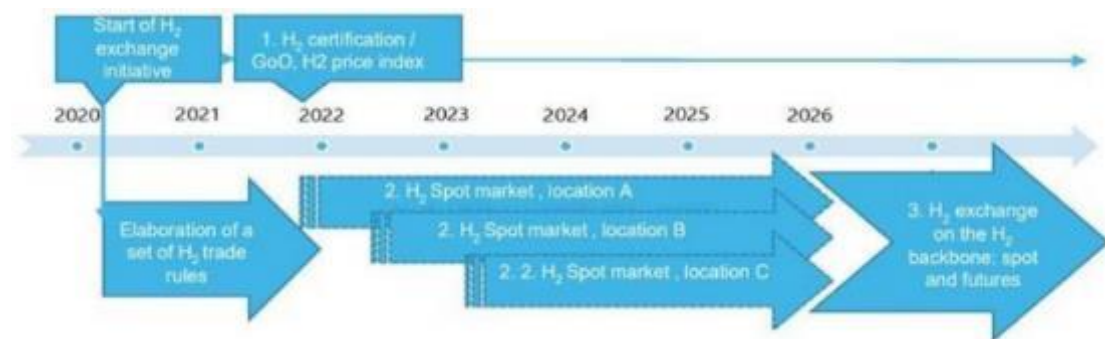 Start of H₂
exchange
initiative
1. H₂ certification /
GoO, H2 price index
2020 2021 2022 2023 2024 2025 2026
Elaboration of a
set of H₂ trade
rules
2. H₂ Spot market , location A
2. H₂ Spot market , location B
2. 2. H₂ Spot market , location C
3. H₂ exchange
on the H₂
backbone: spot
and futures